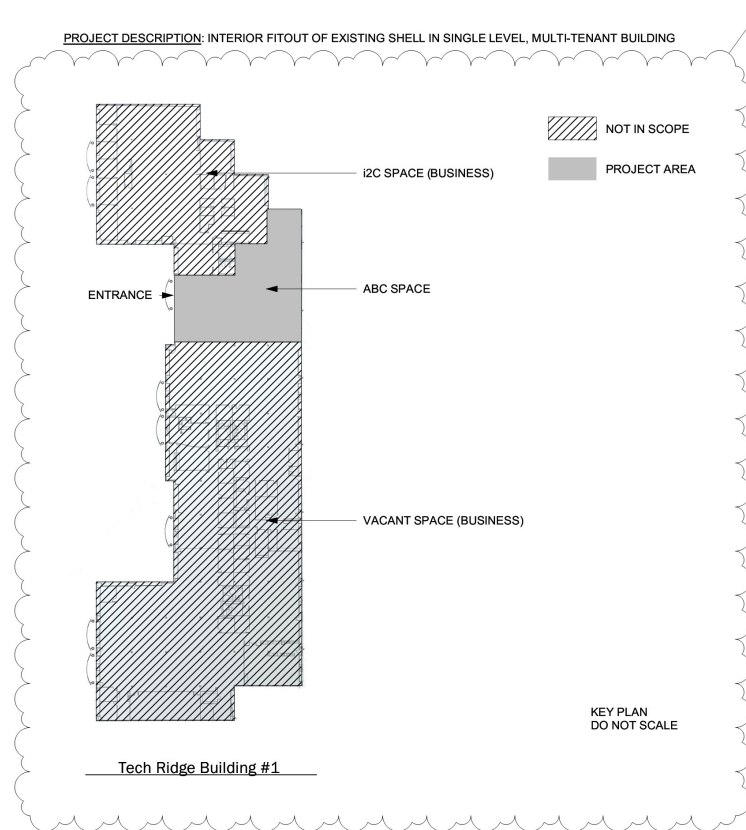 PROJECT DESCRIPTION: INTERIOR FITOUT OF EXISTING SHELL IN SINGLE LEVEL, MULTI-TENANT BUILDING
NOT IN SCOPE
i2C SPACE (BUSINESS)
PROJECT AREA
ENTRANCE
ABC SPACE
VACANT SPACE (BUSINESS)
KEY PLAN
DO NOT SCALE
Tech Ridge Building #1